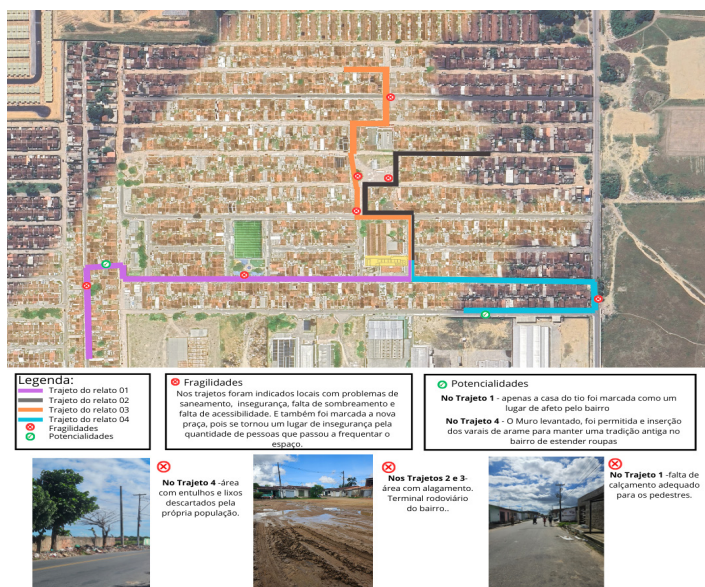 Legenda:
Trajeto do relato 01
Trajeto do relato 02
Trajeto do relato 03
Trajeto do relato 04
Fragilidades
Potencialidades
Fragilidades
Nos trajetos foram indicados locais com problemas de
saneamento, insegurança, falta de sombreamento e
falta de acessibilidade. E também foi marcada a nova
praça, pois se tornou um lugar de insegurança pela
quantidade de pessoas que passou a frequentar o
espaço.
Potencialidades
No Trajeto 1 - apenas a casa do tio foi marcada como um
lugar de afeto pelo bairro
No Trajeto 4 - O Muro levantado, foi permitida e inserção
dos varais de arame para manter uma tradição antiga no
bairro de estender roupas
No Trajeto 4 -área
com entulhos e lixos
descartados pela
própria população.
Nos Trajetos 2 e 3-
área com alagamento.
Terminal rodoviário
do bairro..
No Trajeto 1 -falta de
calçamento adequado
para os pedestres.